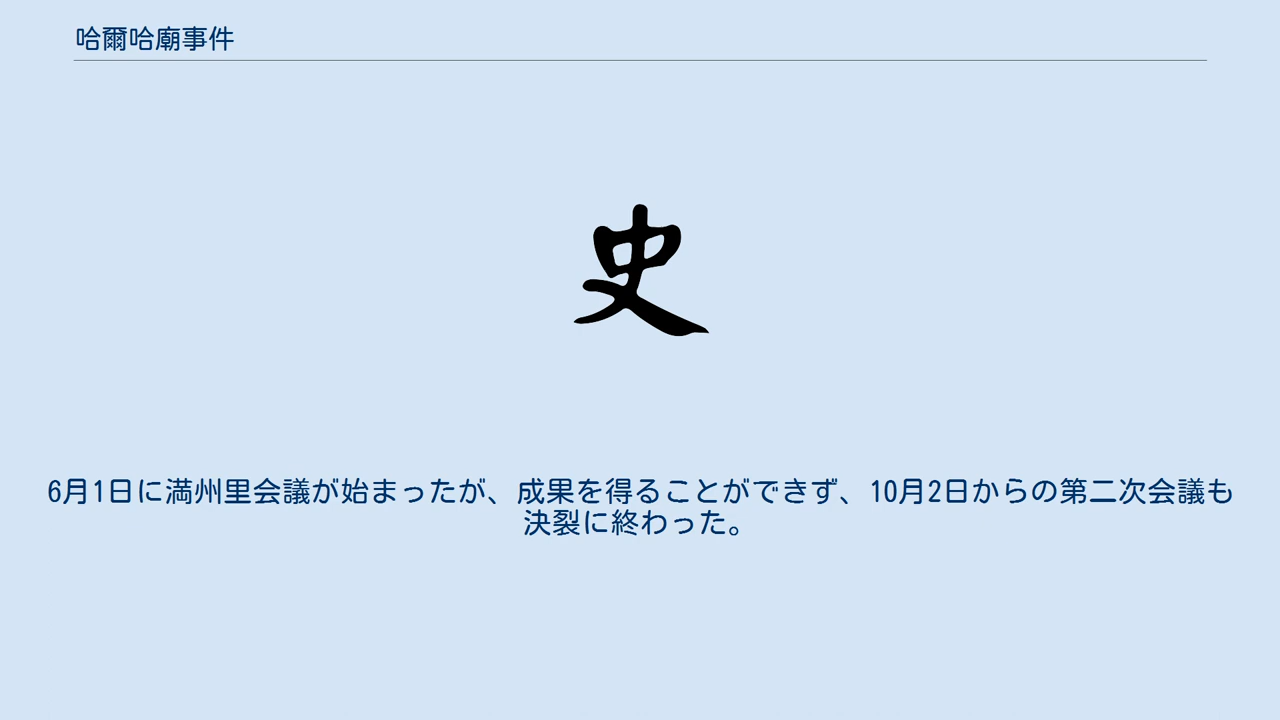 哈爾哈廟事件
史
6月1日に満州里会議が始まったが、成果を得ることができず、10月2日からの第二次会議も
決裂に終わった。